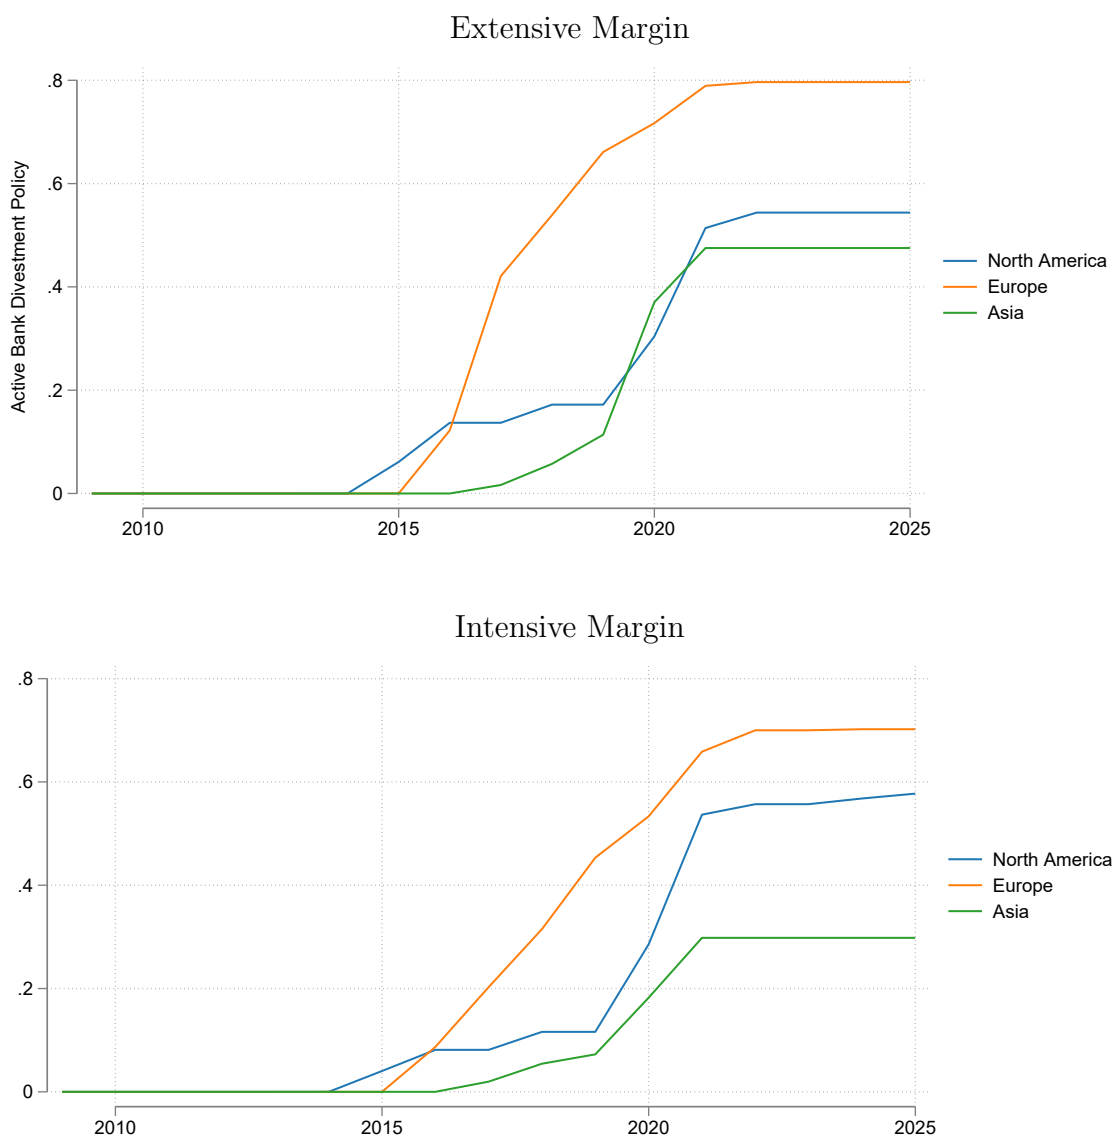 Extensive Margin
Active Bank Divestment Policy
.8
.6
.4
.2
0
2010
2015
2020
2025
North America
Europe
Asia
Intensive Margin
.8
.6
.4
.2
0
2010
2015
2020
2025
North America
Europe
Asia